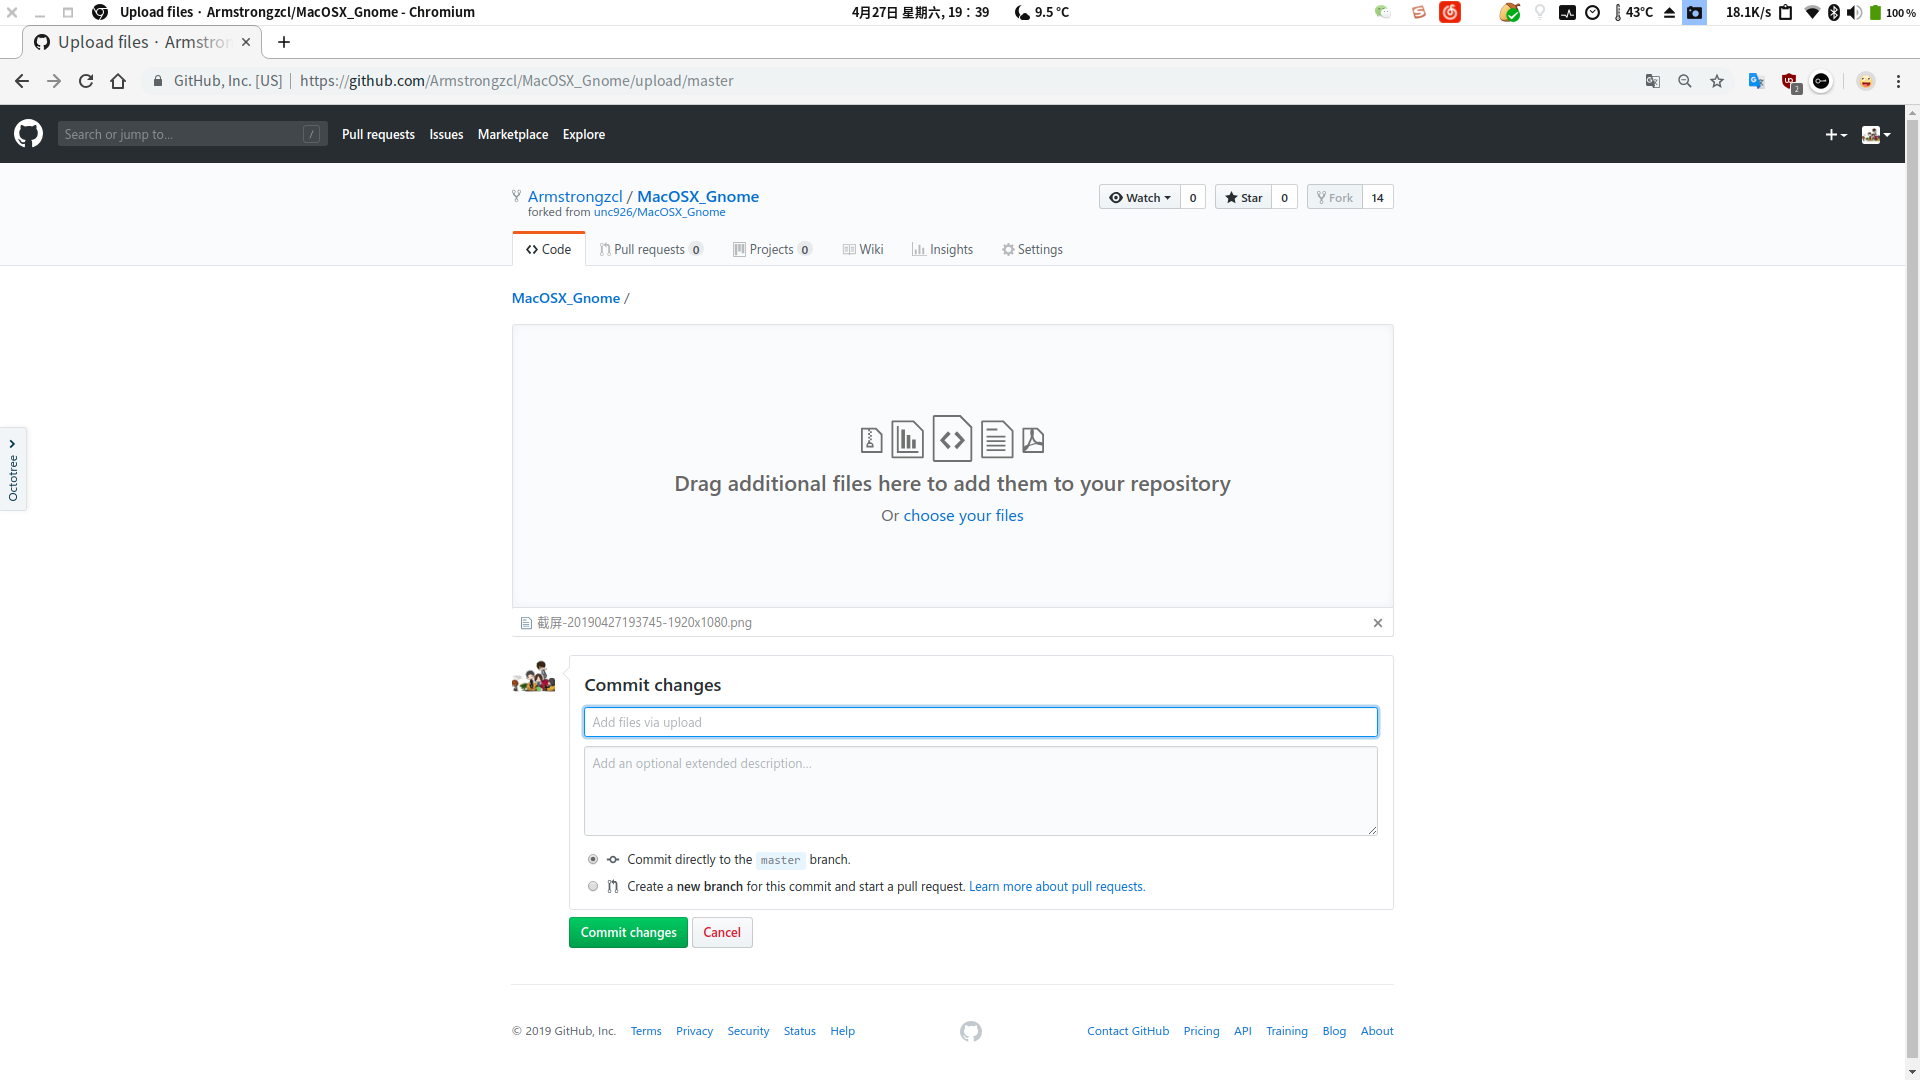 Upload files · Armstrongzcl/MacOSX_Gnome - Chromium
4月27日 星期六, 19：39
9.5 °C
43°C
18.1K/s
100 %
Upload files · Armstron
GitHub, Inc. [US]
https://github.com/Armstrongzcl/MacOSX_Gnome/upload/master
2
Search or jump to...
/
Pull requests
Issues
Marketplace
Explore
Armstrongzcl / MacOSX_Gnome
forked from unc926/MacOSX_Gnome
Watch
0
Star
0
Fork
14
Code
Pull requests 0
Projects 0
Wiki
Insights
Settings
MacOSX_Gnome /
Octotree
Drag additional files here to add them to your repository
Or choose your files
截屏-20190427193745-1920x1080.png
Commit changes
Add files via upload
Add an optional extended description...
Commit directly to the master branch.
Create a new branch for this commit and start a pull request. Learn more about pull requests.
Commit changes
Cancel
© 2019 GitHub, Inc.
Terms
Privacy
Security
Status
Help
Contact GitHub
Pricing
API
Training
Blog
About